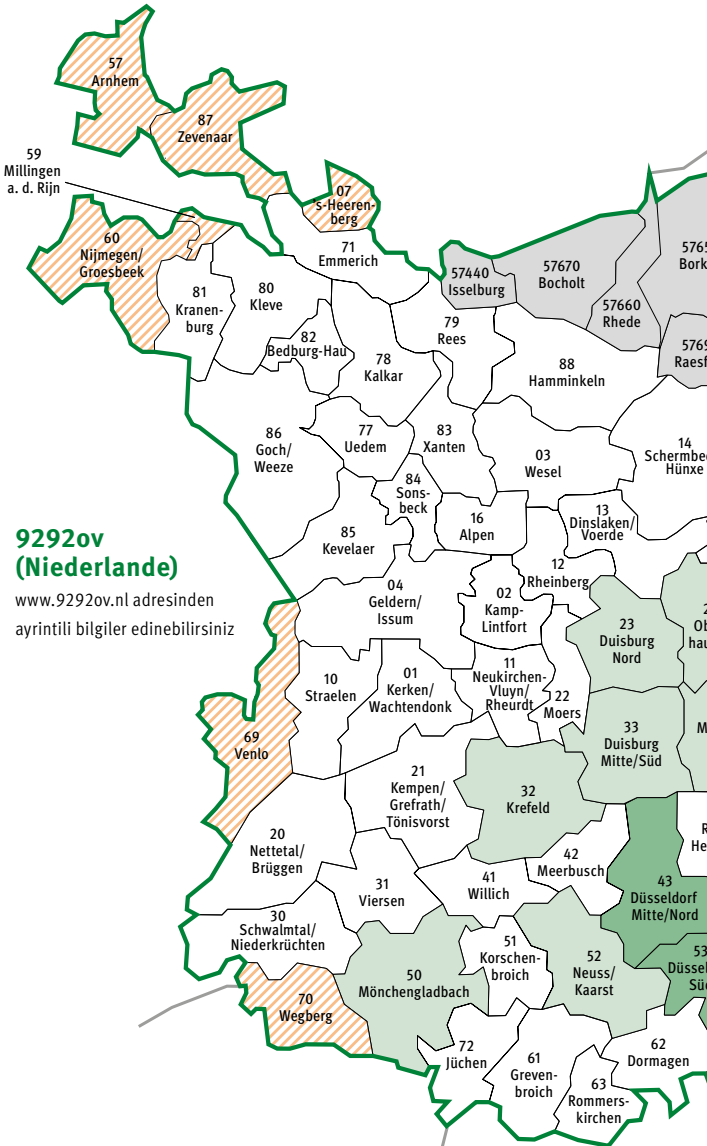 57
Arnhem
87
Zevenaar
59
Millingen
a. d. Rijn
07
's-Heeren-
berg
60
Nijmegen/
Groesbeek
71
Emmerich
57440
Isselburg
57670
Bocholt
57660
Rhede
81
Kranen-
burg
80
Kleve
82
Bedburg-Hau
78
Kalkar
79
Rees
88
Hamminkeln
86
Goch/
Weeze
77
Uedem
83
Xanten
03
Wesel
14
84
Sons-
beck
16
Alpen
13
Dinslaken/
Voerde
Hünxe
85
Kevelaer
12
Rheinberg
9292ov
(Niederlande)
www.9292ov.nl adresinden
ayrintili bilgiler edinebilirsiniz
04
Geldern/
Issum
02
Kamp-
Lintfort
23
Duisburg
Nord
10
Straelen
01
Kerken/
Wachtendonk
11
Neukirchen-
Vluyn/
Rheurdt
22
Moers
69
Venlo
33
Duisburg
Mitte/Süd
21
Kempen/
Grefrath/
Tönisvorst
32
Krefeld
20
Nettetal/
Brüggen
31
Viersen
41
Willich
42
Meerbusch
43
Düsseldorf
Mitte/Nord
30
Schwalmtal/
Niederkrüchten
50
Mönchengladbach
51
Korschen-
broich
52
Neuss/
Kaarst
53
70
Wegberg
72
Jüchen
61
Greven-
broich
63
Rommers-
kirchen
62
Dormagen